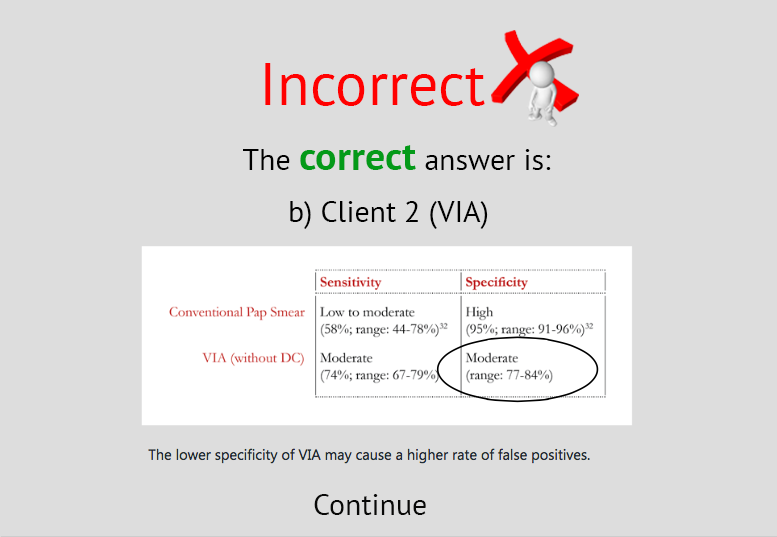 Incorrect
The correct answer is:
b) Client 2 (VIA)
Sensitivity Specificity
Conventional Pap Smear Low to moderate High
(58%; range: 44-78%)32 (95%; range: 91-96%)32
VIA (without DC) Moderate Moderate
(74%; range: 67-79%) (range: 77-84%)
The lower specificity of VIA may cause a higher rate of false positives.
Continue